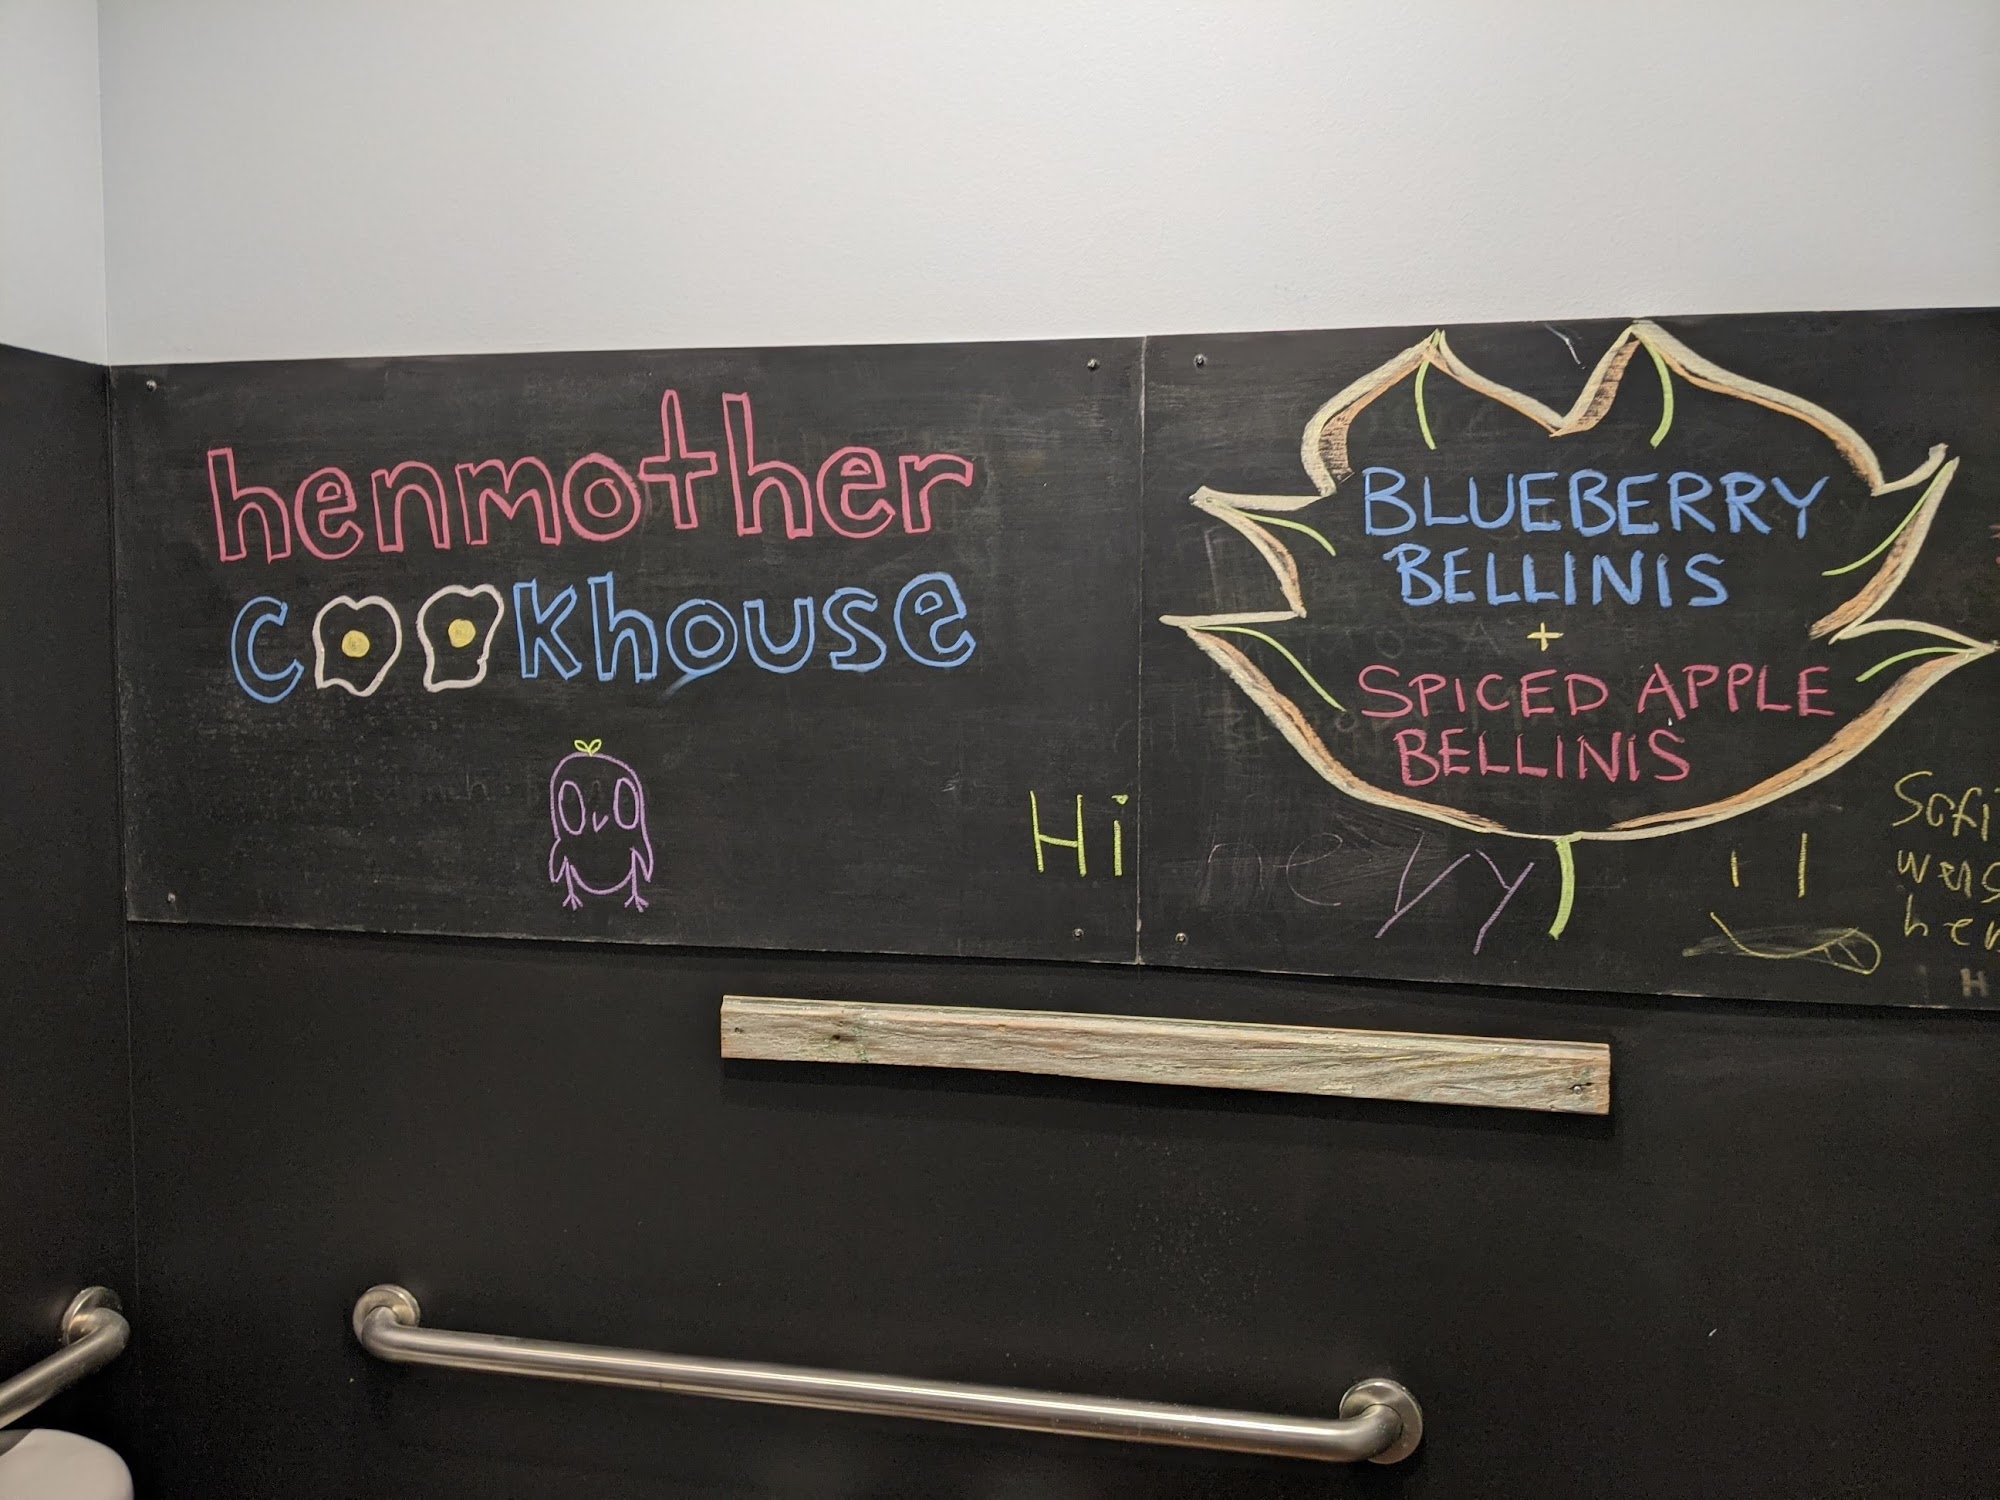 henmother
cookhouse
Hi
BLUEBERRY
BELLINIS
+
SPICED APPLE
BELLINIS